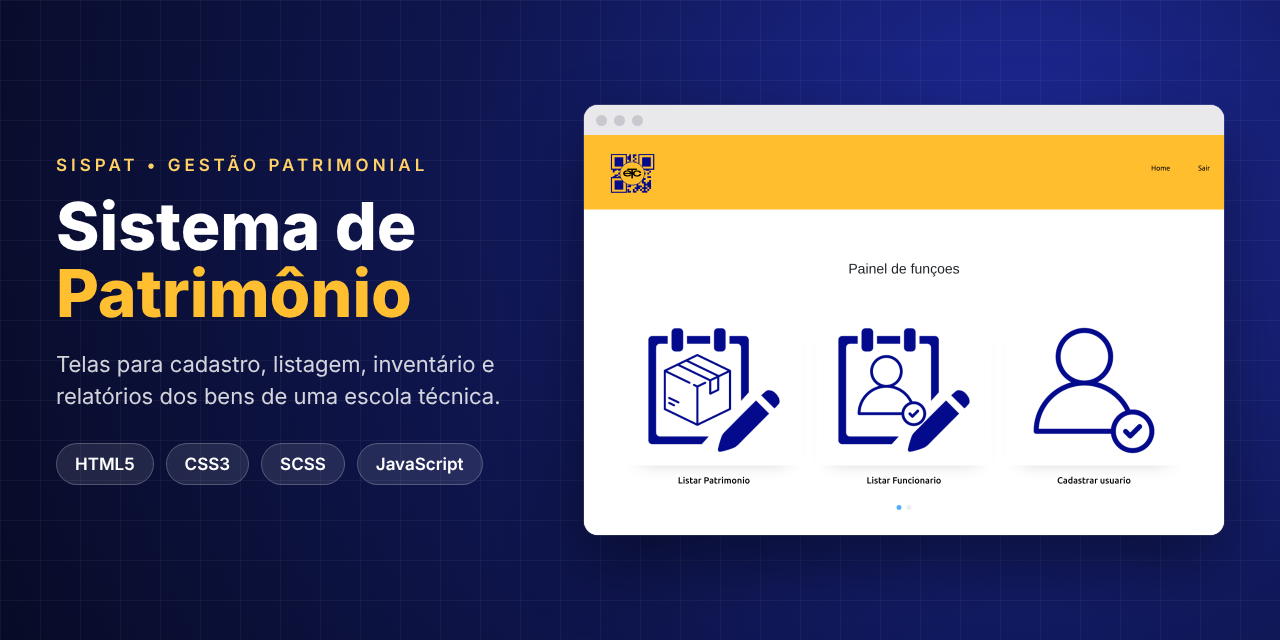 SISPAT • GESTÃO PATRIMONIAL
Sistema de
Patrimônio
Telas para cadastro, listagem, inventário e
relatórios dos bens de uma escola técnica.
HTML5 CSS3 SCSS JavaScript
Home Sair
Painel de funçoes
Listar Patrimonio Listar Funcionario Cadastrar usuario